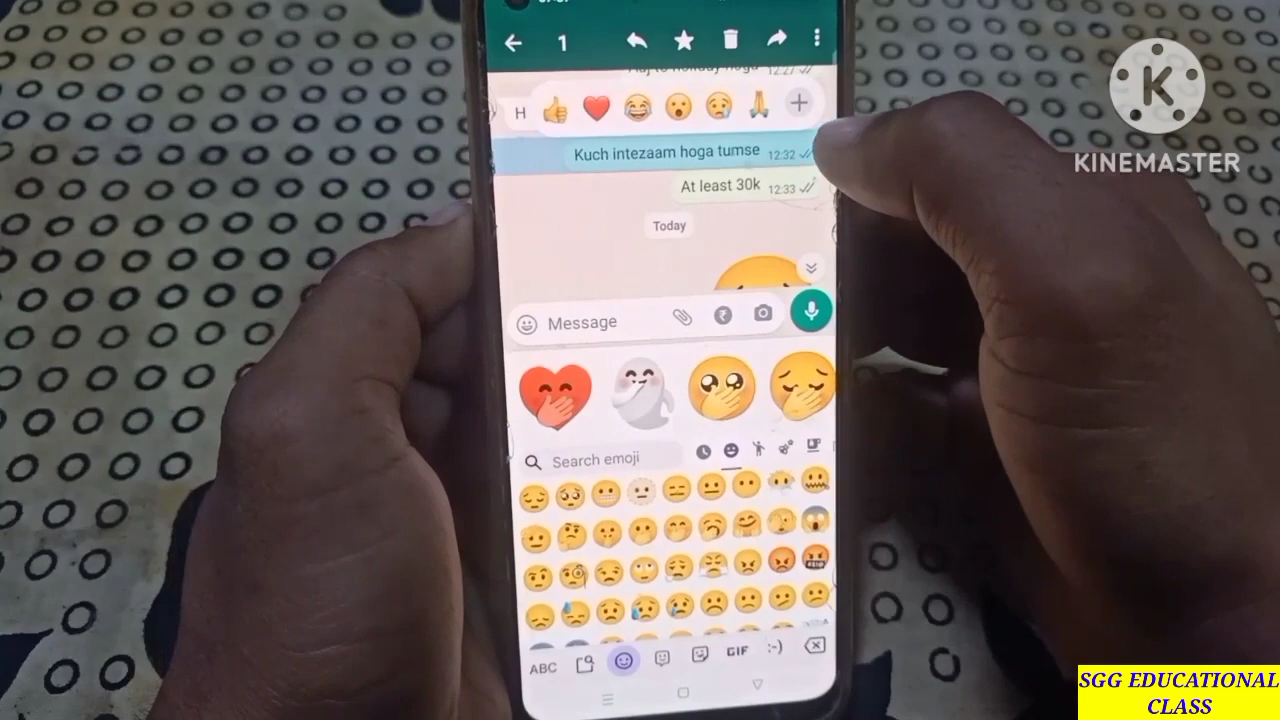 1
H
Kuch intezaam hoga tumse 12:32
At least 30k 12:33
Today
Message
Search emoji
ABC GIF :-)
K
KINEMASTER
SGG EDUCATIONAL
CLASS